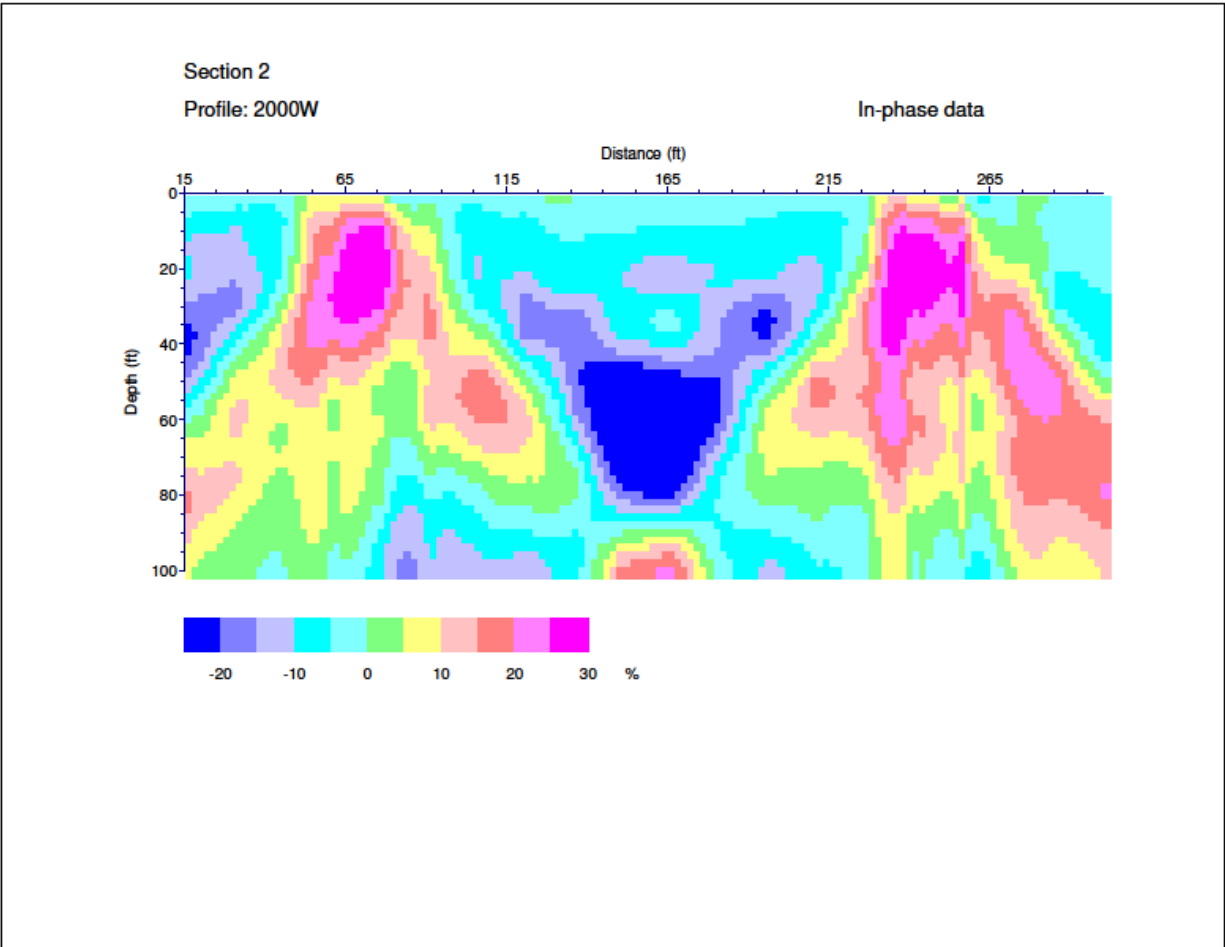 Section 2
Profile: 2000W
In-phase data
Distance (ft)
15 65 115 165 215 265
0
20
40
60
80
100
Depth (ft)
-20 -10 0 10 20 30 %